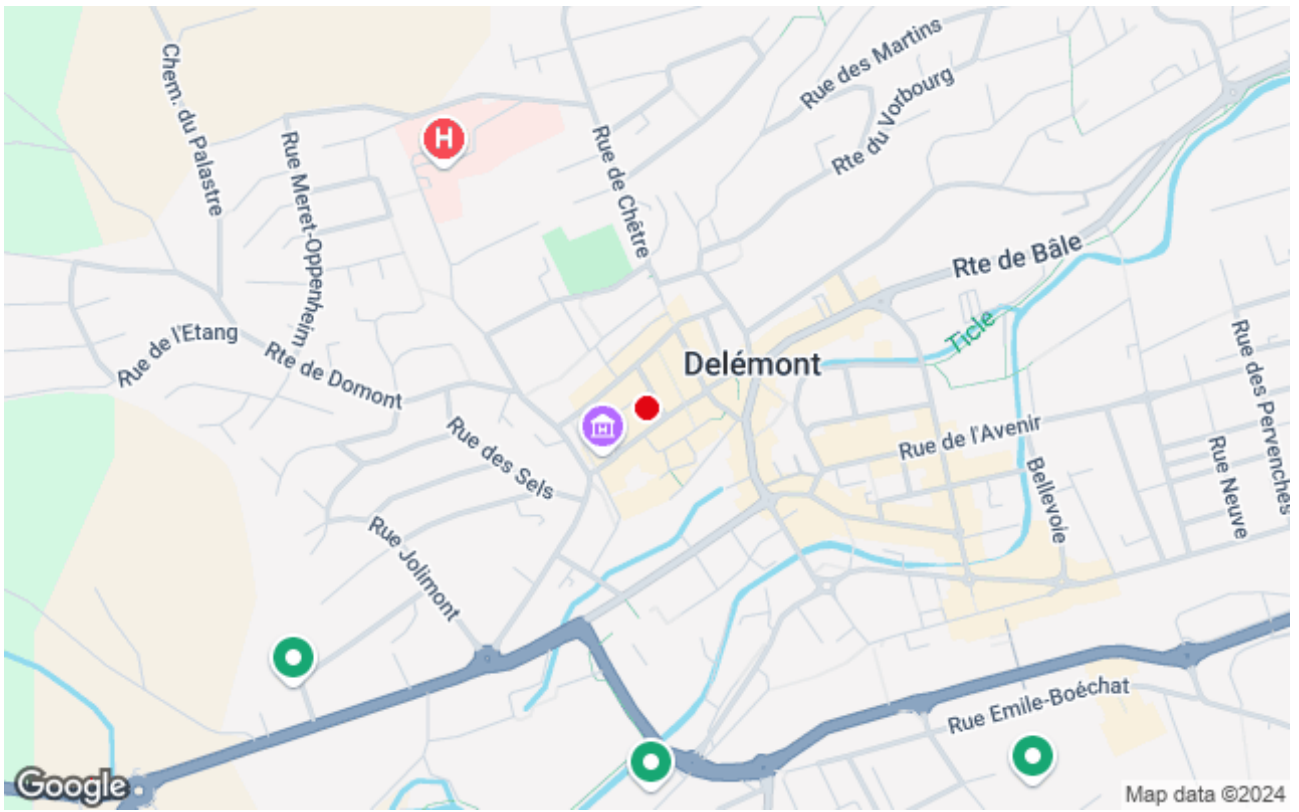 Chem. du Palastre
Rue Meret-Oppenheim
H
Rue de Chêtre
Rue des Martins
Rte du Vorbourg
Rte de Bâle
Ticle
Rue de l'Etang
Rte de Domont
Delémont
Rue des Sels
Rue de l'Avenir
Rue des Pervenches
Rue Neuve
Bellevoie
Rue Jolimont
Rue Emile-Boéchat
Google
Map data ©2024